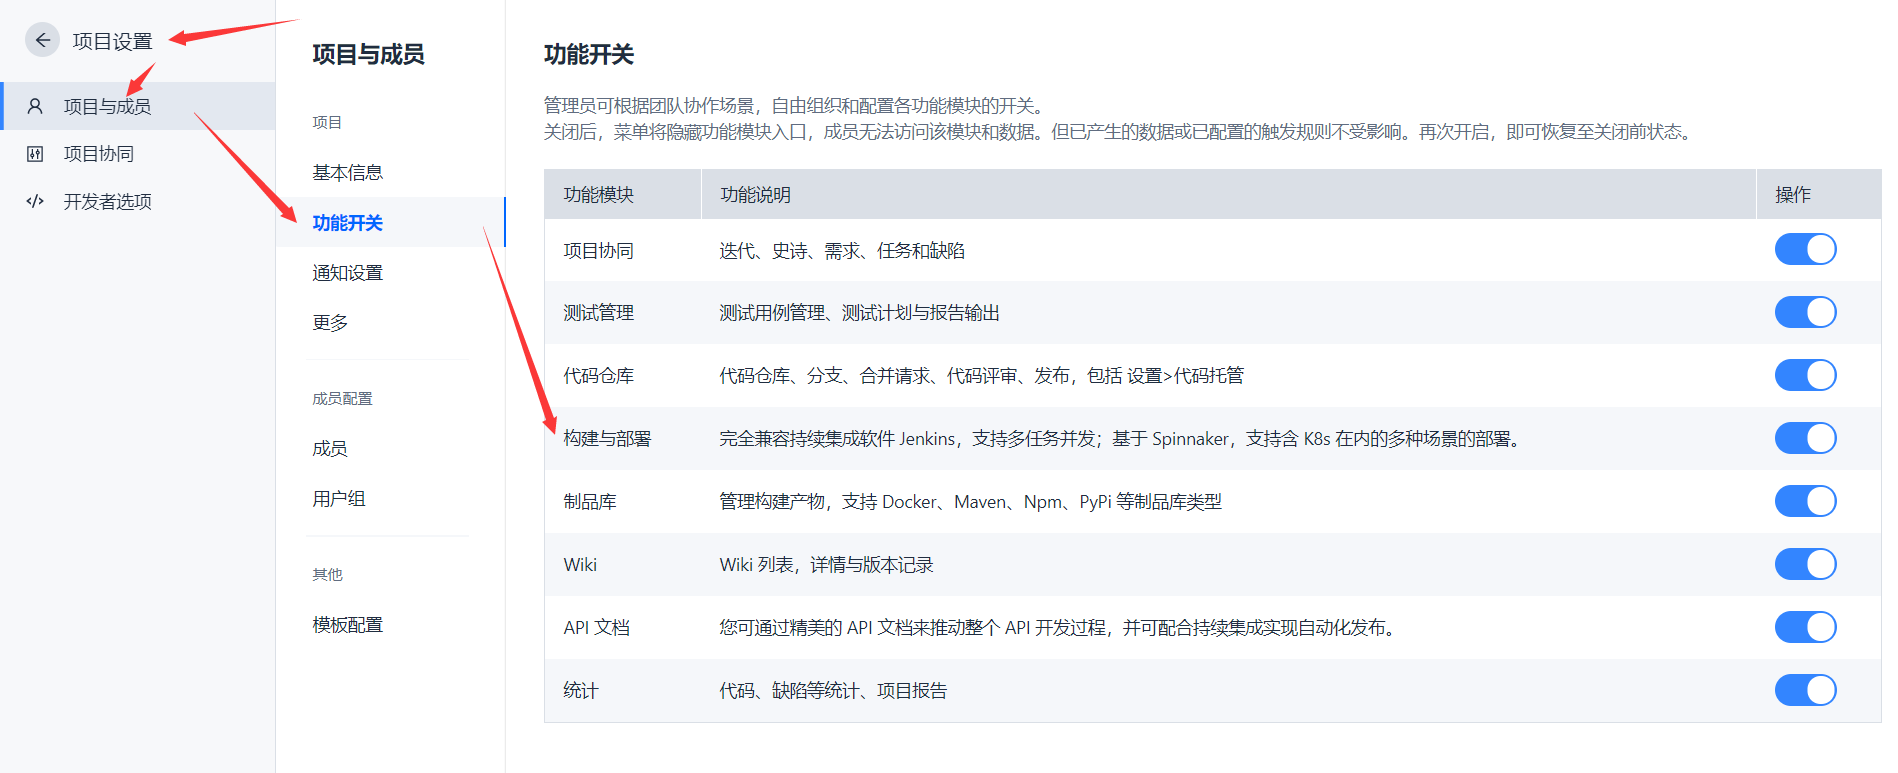 项目设置
项目与成员
项目协同
开发者选项
项目与成员
项目
基本信息
功能开关
通知设置
更多
成员配置
成员
用户组
其他
模板配置
功能开关
管理员可根据团队协作场景，自由组织和配置各功能模块的开关。
关闭后，菜单将隐藏功能模块入口，成员无法访问该模块和数据。但已产生的数据或已配置的触发规则不受影响。再次开启，即可恢复至关闭前状态。
功能模块 功能说明 操作
项目协同 迭代、史诗、需求、任务和缺陷
测试管理 测试用例管理、测试计划与报告输出
代码仓库 代码仓库、分支、合并请求、代码评审、发布，包括 设置>代码托管
构建与部署 完全兼容持续集成软件 Jenkins，支持多任务并发；基于 Spinnaker，支持含 K8s 在内的多种场景的部署。
制品库 管理构建产物，支持 Docker、Maven、Npm、PyPi 等制品库类型
Wiki Wiki 列表，详情与版本记录
API 文档 您可通过精美的 API 文档来推动整个 API 开发过程，并可配合持续集成实现自动化发布。
统计 代码、缺陷等统计、项目报告